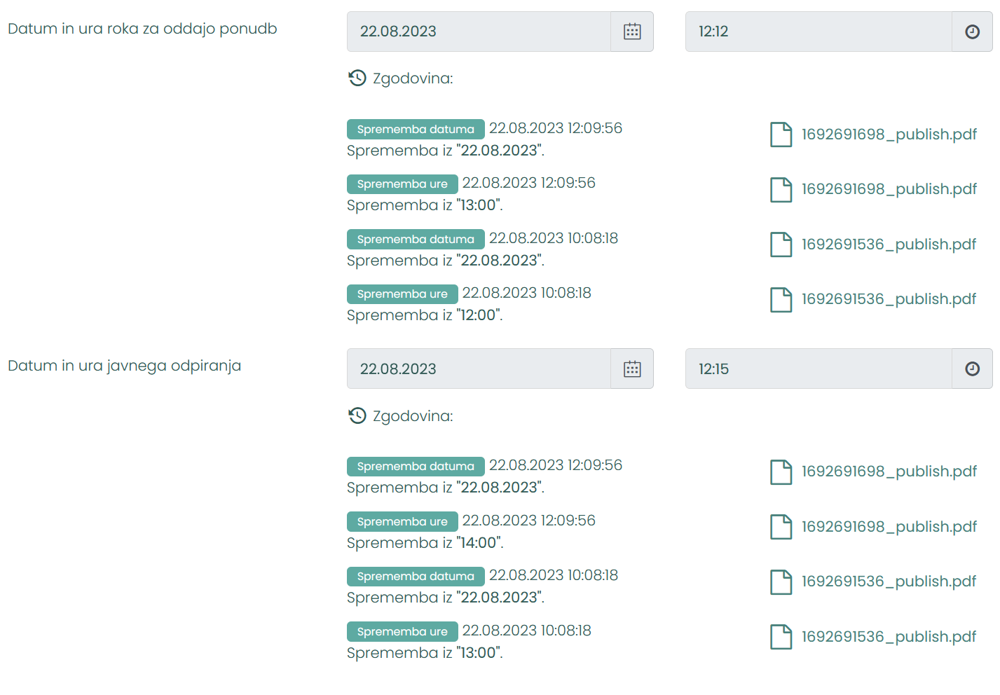 Datum in ura roka za oddajo ponudb 22.08.2023 12:12
Zgodovina:
Sprememba datuma 22.08.2023 12:09:56 1692691698_publish.pdf
Sprememba iz "22.08.2023".
Sprememba ure 22.08.2023 12:09:56 1692691698_publish.pdf
Sprememba iz "13:00".
Sprememba datuma 22.08.2023 10:08:18 1692691536_publish.pdf
Sprememba iz "22.08.2023".
Sprememba ure 22.08.2023 10:08:18 1692691536_publish.pdf
Sprememba iz "12:00".
Datum in ura javnega odpiranja 22.08.2023 12:15
Zgodovina:
Sprememba datuma 22.08.2023 12:09:56 1692691698_publish.pdf
Sprememba iz "22.08.2023".
Sprememba ure 22.08.2023 12:09:56 1692691698_publish.pdf
Sprememba iz "14:00".
Sprememba datuma 22.08.2023 10:08:18 1692691536_publish.pdf
Sprememba iz "22.08.2023".
Sprememba ure 22.08.2023 10:08:18 1692691536_publish.pdf
Sprememba iz "13:00".